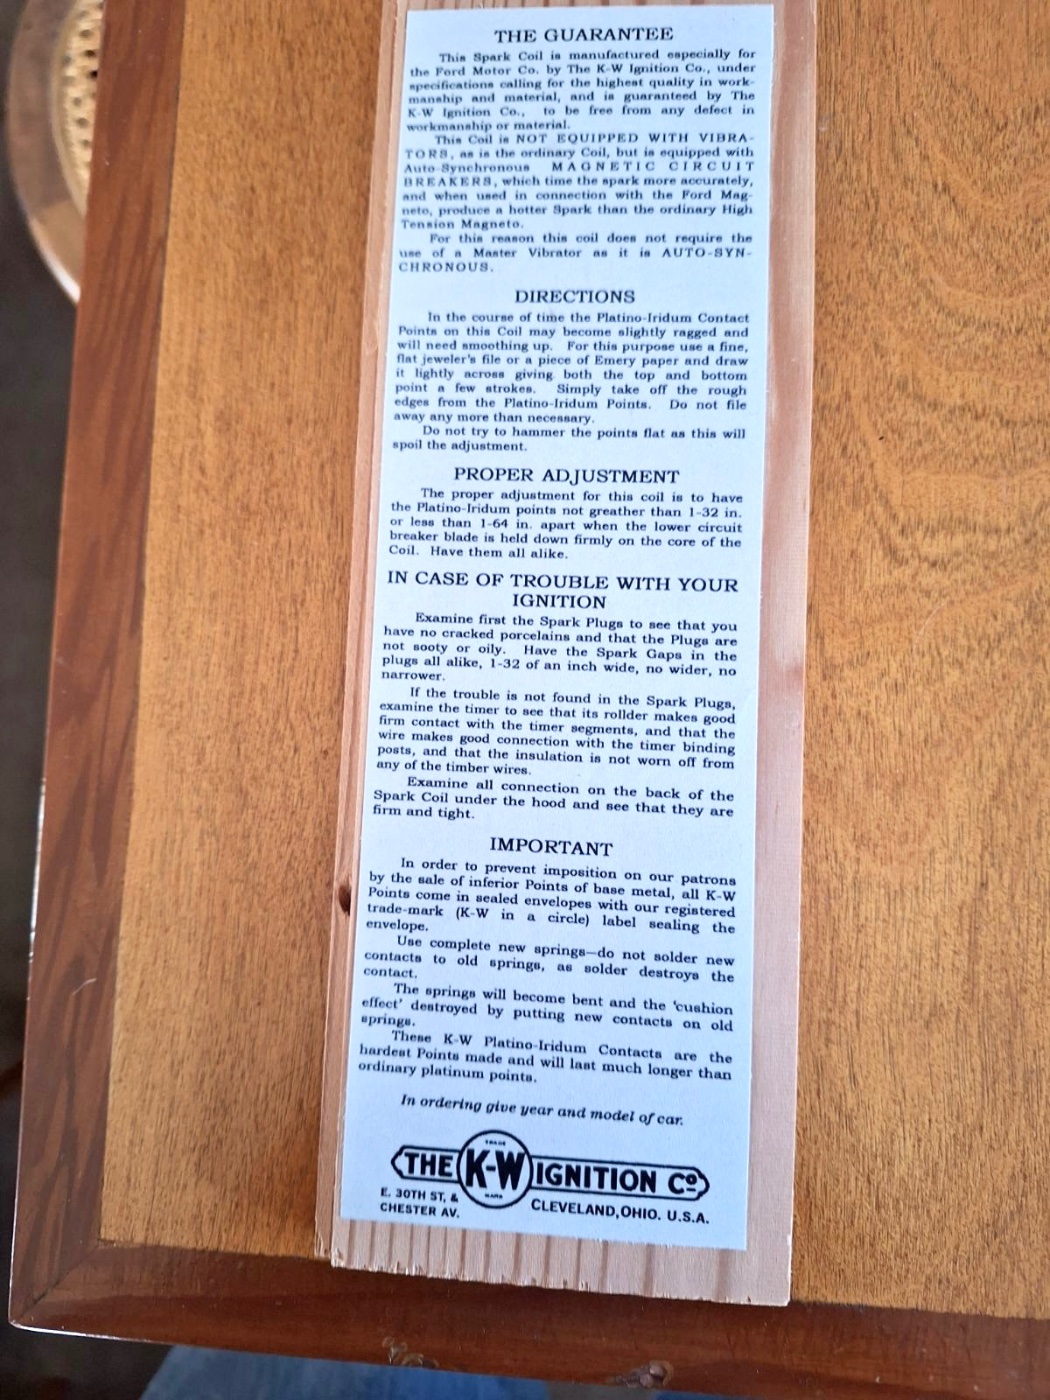 THE GUARANTEE
This Spark Coil is manufactured especially for
the Ford Motor Co. by The K-W Ignition Co., under
specifications calling for the highest quality in work-
manship and material, and is guaranteed by The
K-W Ignition Co., to be free from any defect in
workmanship or material.
This Coil is NOT EQUIPPED WITH VIBRA-
TORS, as is the ordinary Coil, but is equipped with
Auto-Synchronous MAGNETIC CIRCUIT
BREAKERS, which time the spark more accurately,
and when used in connection with the Ford Mag-
neto, produce a hotter Spark than the ordinary High
Tension Magneto.
For this reason this coil does not require the
use of a Master Vibrator as it is AUTO-SYN-
CHRONOUS.
DIRECTIONS
In the course of time the Platino-Iridum Contact
Points on this Coil may become slightly ragged and
will need smoothing up. For this purpose use a fine,
flat jeweler's file or a piece of Emery paper and draw
it lightly across giving both the top and bottom
point a few strokes. Simply take off the rough
edges from the Platino-Iridum Points. Do not file
away any more than necessary.
Do not try to hammer the points flat as this will
spoil the adjustment.
PROPER ADJUSTMENT
The proper adjustment for this coil is to have
the Platino-Iridum points not greather than 1-32 in.
or less than 1-64 in. apart when the lower circuit
breaker blade is held down firmly on the core of the
Coil. Have them all alike.
IN CASE OF TROUBLE WITH YOUR
IGNITION
Examine first the Spark Plugs to see that you
have no cracked porcelains and that the Plugs are
not sooty or oily. Have the Spark Gaps in the
plugs all alike, 1-32 of an inch wide, no wider, no
narrower.
If the trouble is not found in the Spark Plugs,
examine the timer to see that its rollder makes good
firm contact with the timer segments, and that the
wire makes good connection with the timer binding
posts, and that the insulation is not worn off from
any of the timber wires.
Examine all connection on the back of the
Spark Coil under the hood and see that they are
firm and tight.
IMPORTANT
In order to prevent imposition on our patrons
by the sale of inferior Points of base metal, all K-W
Points come in sealed envelopes with our registered
trade-mark (K-W in a circle) label sealing the
envelope.
Use complete new springs—do not solder new
contacts to old springs, as solder destroys the
contact.
The springs will become bent and the 'cushion
effect' destroyed by putting new contacts on old
springs.
These K-W Platino-Iridum Contacts are the
hardest Points made and will last much longer than
ordinary platinum points.
In ordering give year and model of car.
TRADE
THE K-W IGNITION Co.
MARK
E. 30TH ST, &
CHESTER AV.
CLEVELAND, OHIO. U.S.A.